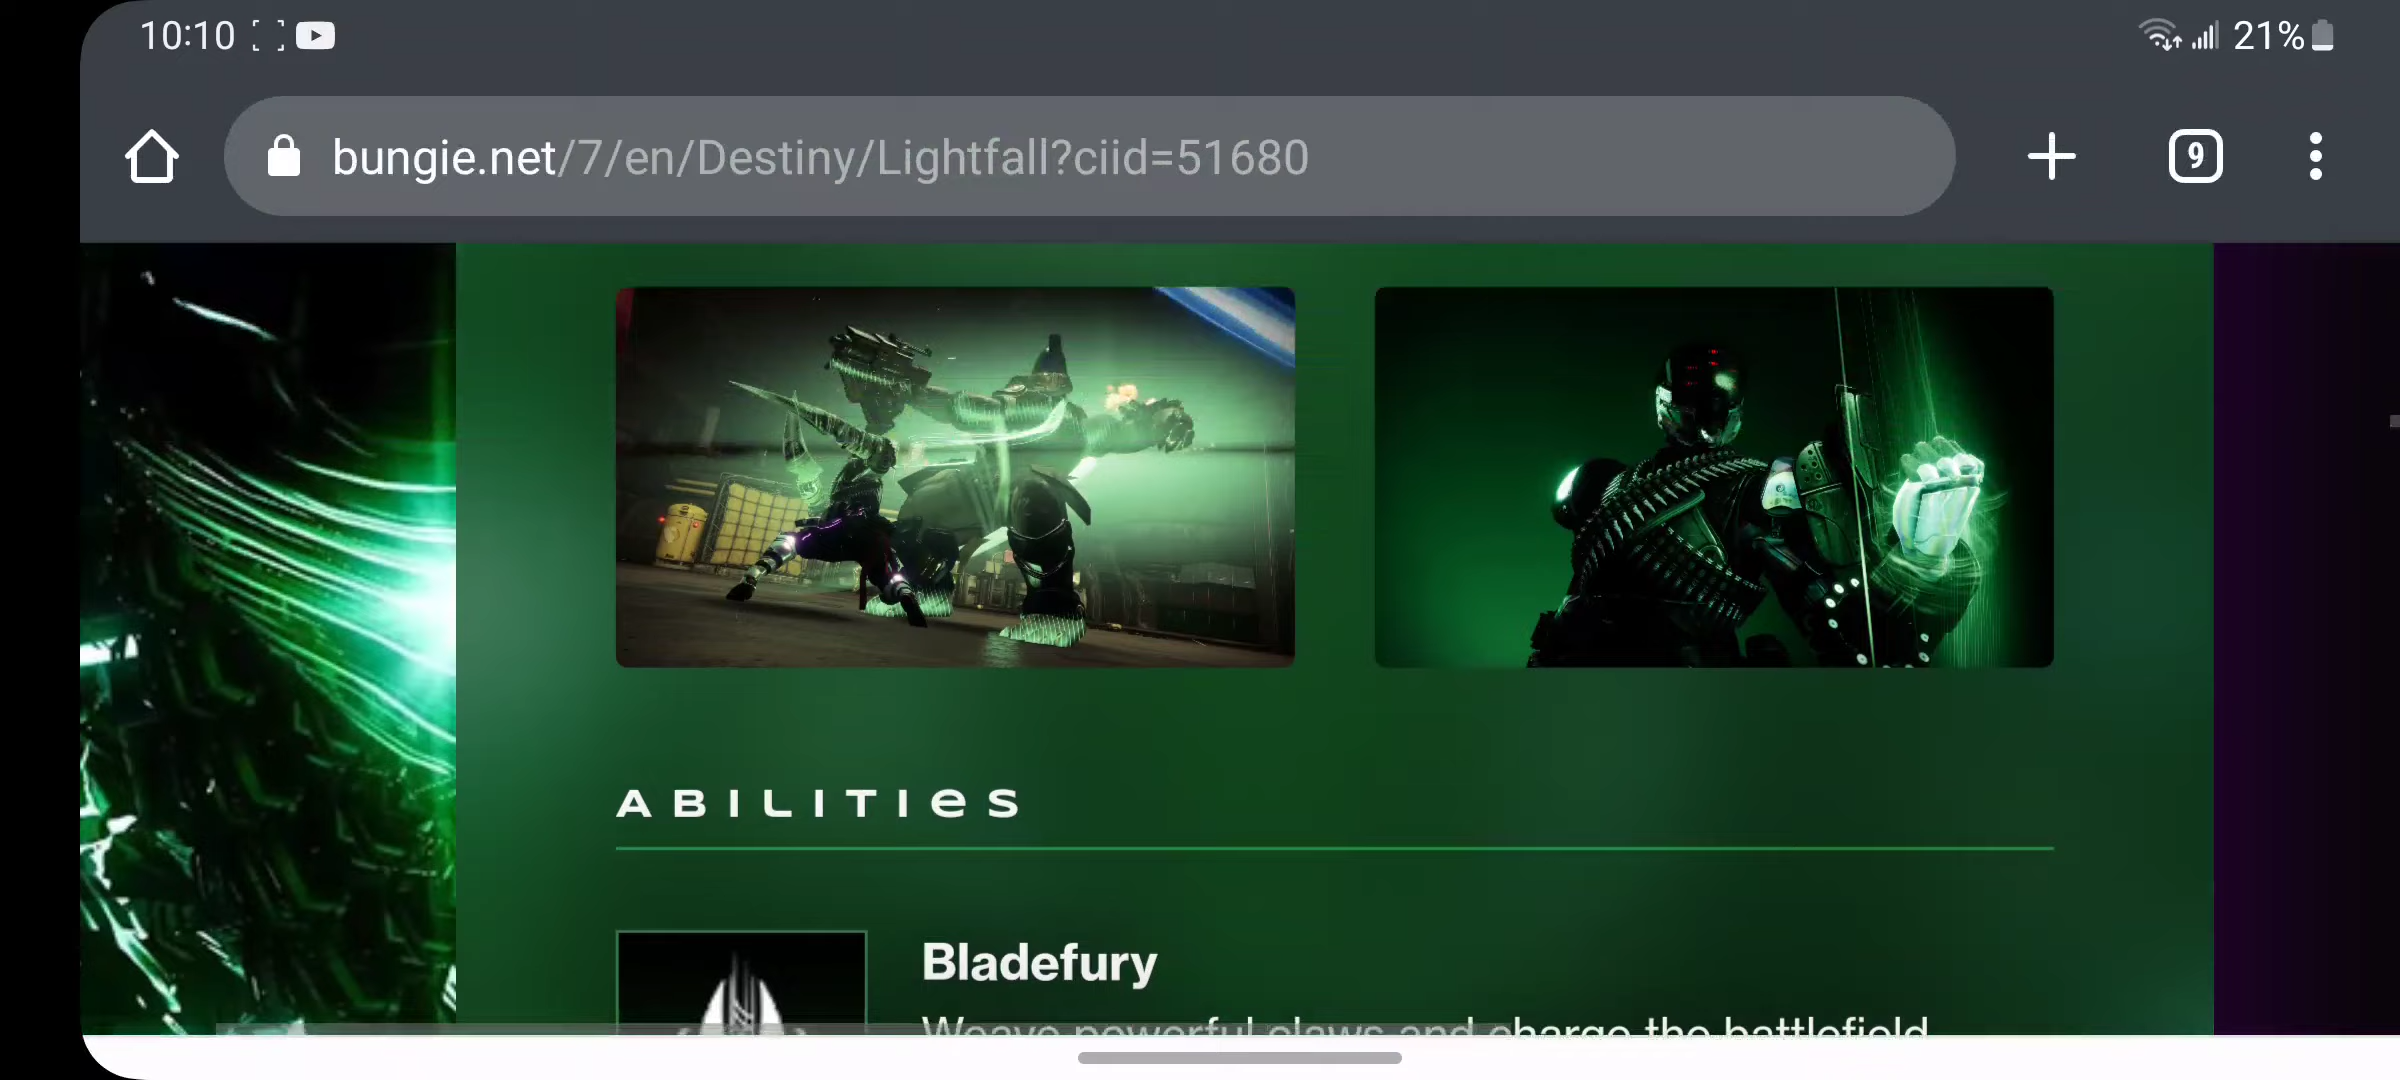 10:10
21%
bungie.net/7/en/Destiny/Lightfall?ciid=51680
9
ABILITIES
Bladefury
Weave powerful claws and charge the battlefield